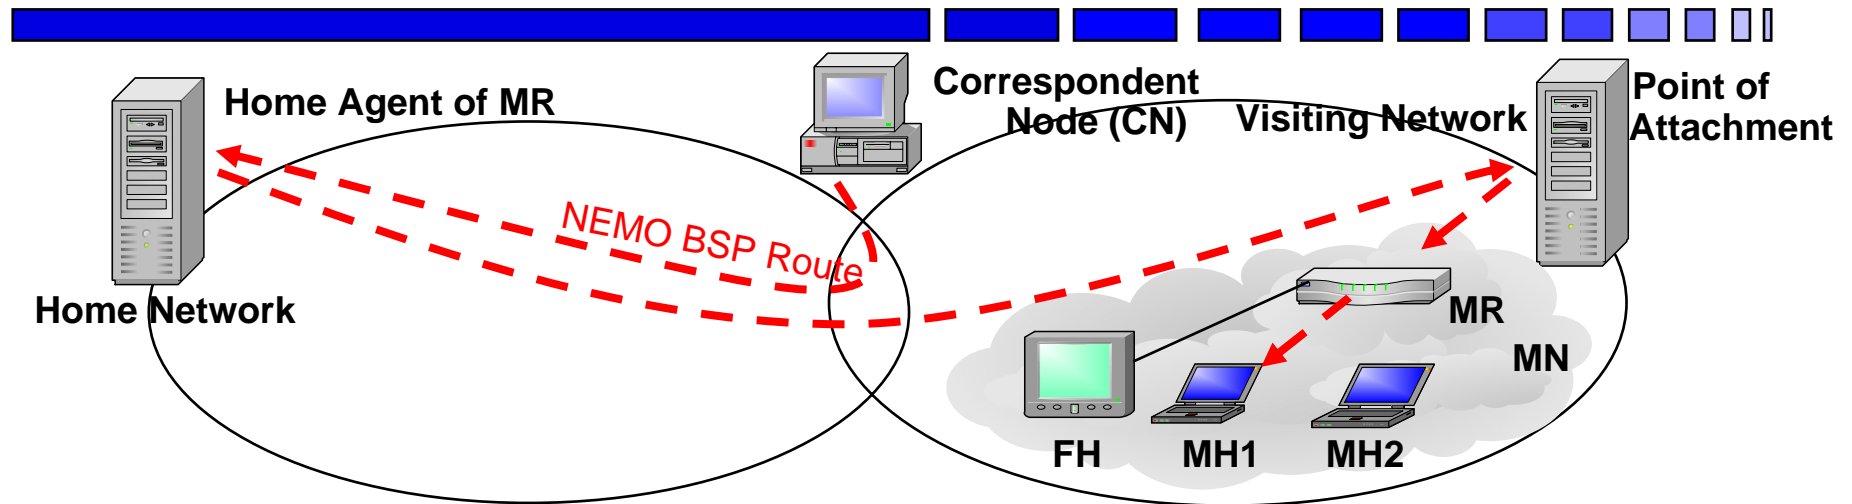 Home Agent of MR
Correspondent
Node (CN)
Visiting Network
Point of
Attachment
NEMO BSP Route
Home Network
MR
MN
FH
MH1
MH2